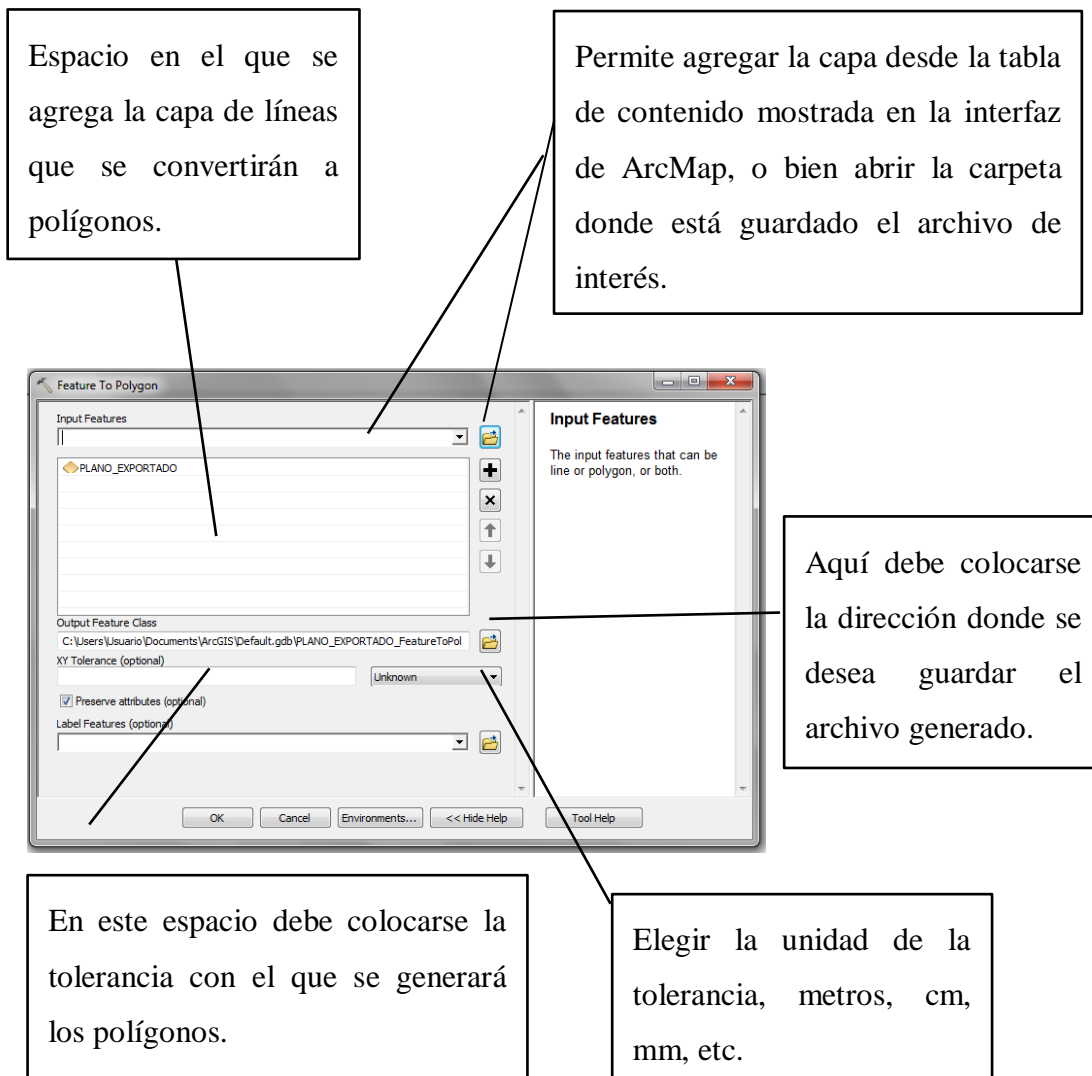 Espacio en el que se
agrega la capa de líneas
que se convertirán a
polígonos.
Permite agregar la capa desde la tabla
de contenido mostrada en la interfaz
de ArcMap, o bien abrir la carpeta
donde está guardado el archivo de
interés.
Feature To Polygon
Input Features
PLANO_EXPORTADO
Output Feature Class
C:\Users\Usuario\Documents\ArcGIS\Default.gdb\PLANO_EXPORTADO_FeatureToPol
XY Tolerance (optional)
Unknown
Preserve attributes (optional)
Label Features (optional)
OK
Cancel
Environments...
<< Hide Help
Input Features
The input features that can be
line or polygon, or both.
Tool Help
Aquí debe colocarse
la dirección donde se
desea guardar el
archivo generado.
En este espacio debe colocarse la
tolerancia con el que se generará
los polígonos.
Elegir la unidad de la
tolerancia, metros, cm,
mm, etc.